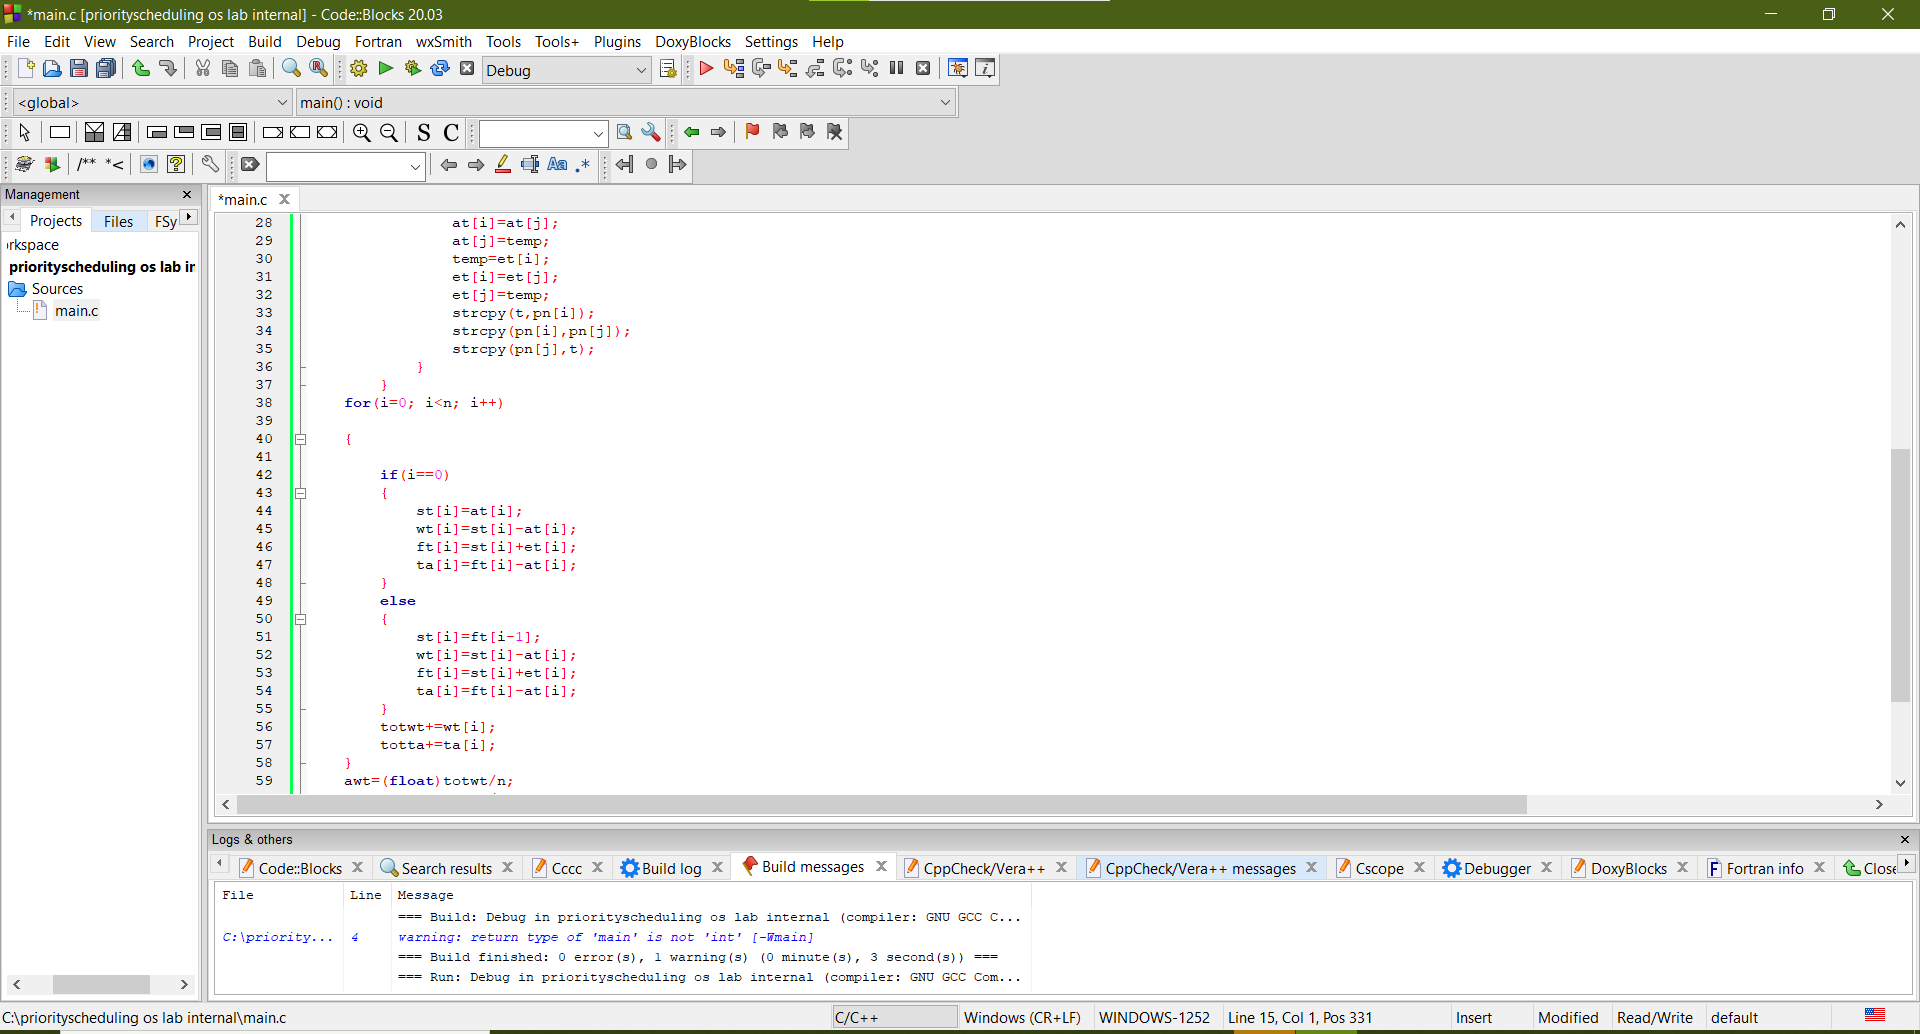 *main.c [priorityscheduling os lab internal] - Code::Blocks 20.03
File Edit View Search Project Build Debug Fortran wxSmith Tools Tools+ Plugins DoxyBlocks Settings Help
Debug
<global> main() : void
S C
/** *<
Aa .*
Management
*main.c
Projects Files FSy
rkspace
priorityscheduling os lab in
Sources
main.c
28 at[i]=at[j];
29 at[j]=temp;
30 temp=et[i];
31 et[i]=et[j];
32 et[j]=temp;
33 strcpy(t,pn[i]);
34 strcpy(pn[i],pn[j]);
35 strcpy(pn[j],t);
36 }
37 }
38 for(i=0; i<n; i++)
39
40 {
41
42 if(i==0)
43 {
44 st[i]=at[i];
45 wt[i]=st[i]-at[i];
46 ft[i]=st[i]+et[i];
47 ta[i]=ft[i]-at[i];
48 }
49 else
50 {
51 st[i]=ft[i-1];
52 wt[i]=st[i]-at[i];
53 ft[i]=st[i]+et[i];
54 ta[i]=ft[i]-at[i];
55 }
56 totwt+=wt[i];
57 totta+=ta[i];
58 }
59 awt=(float)totwt/n;
Logs & others
Code::Blocks Search results Cccc Build log Build messages CppCheck/Vera++ CppCheck/Vera++ messages Cscope Debugger DoxyBlocks Fortran info Close
File Line Message
=== Build: Debug in priorityscheduling os lab internal (compiler: GNU GCC C...
C:\priority... 4 warning: return type of 'main' is not 'int' [-Wmain]
=== Build finished: 0 error(s), 1 warning(s) (0 minute(s), 3 second(s)) ===
=== Run: Debug in priorityscheduling os lab internal (compiler: GNU GCC Com...
C:\priorityscheduling os lab internal\main.c C/C++ Windows (CR+LF) WINDOWS-1252 Line 15, Col 1, Pos 331 Insert Modified Read/Write default